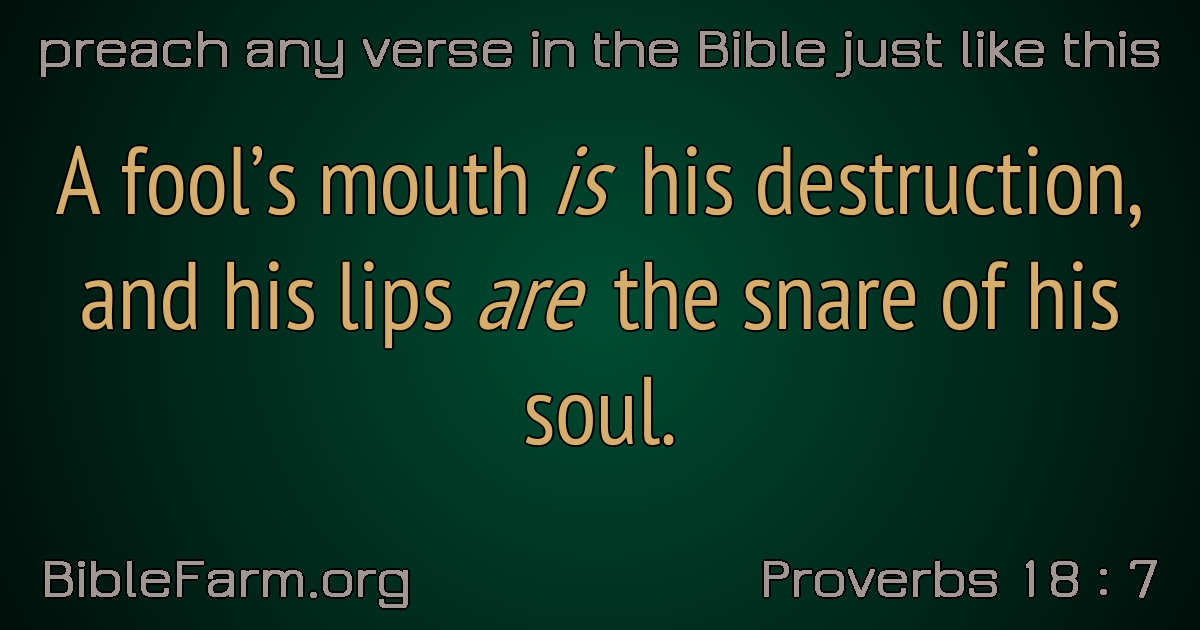 preach any verse in the Bible just like this
A fool’s mouth is his destruction,
and his lips are the snare of his
soul.
BibleFarm.org
Proverbs 18 : 7